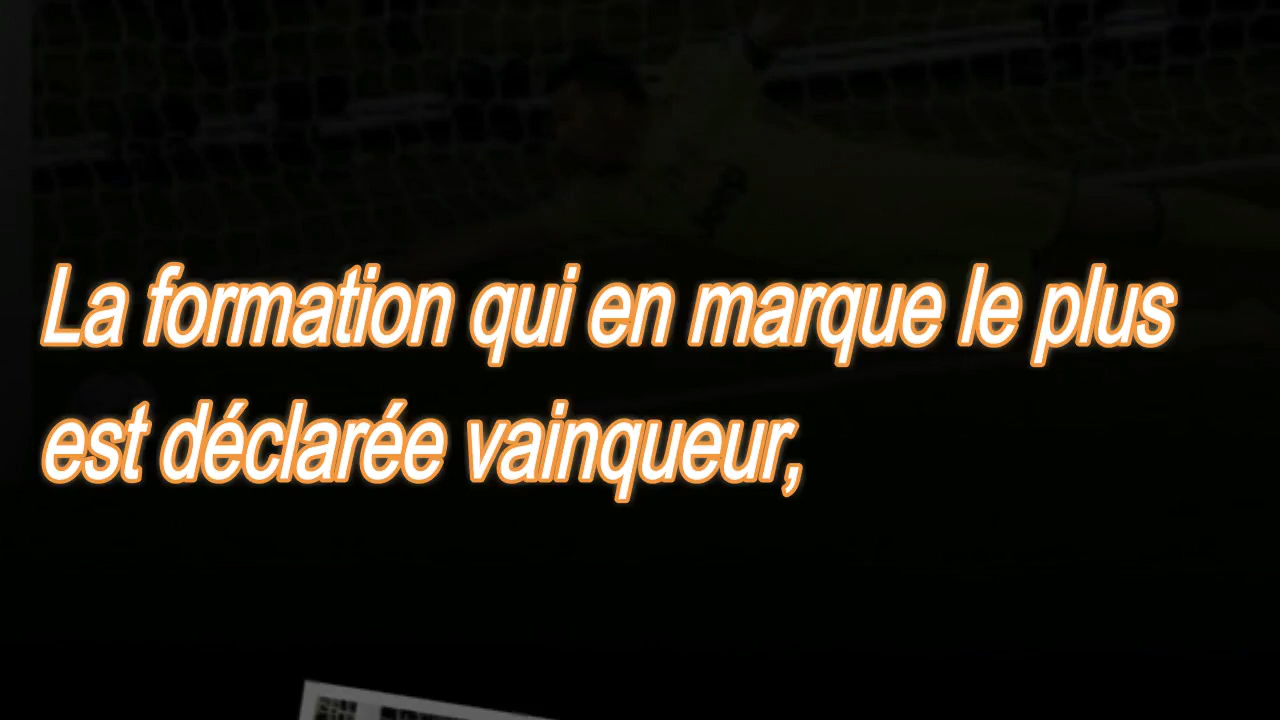 La formation qui en marque le plus
est déclarée vainqueur,